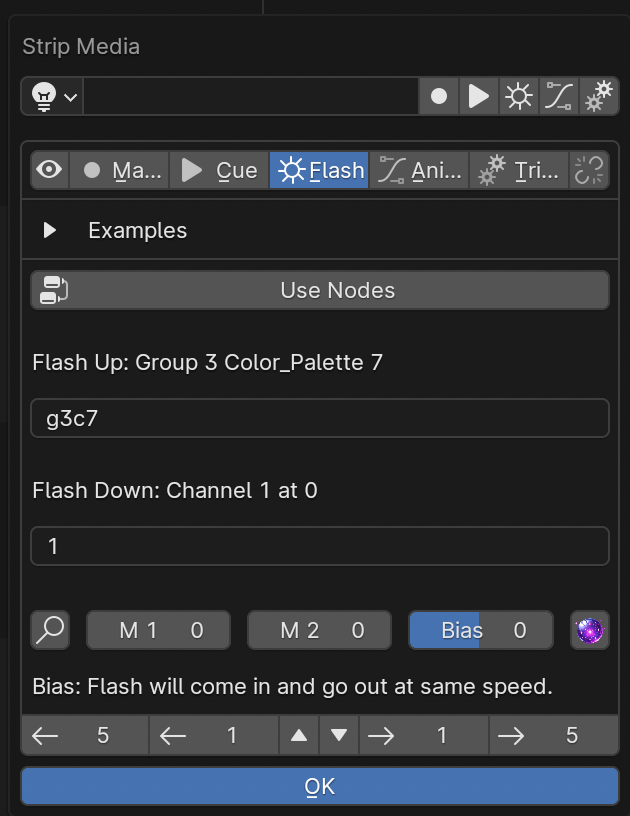 Strip Media
Ma... Cue Flash Ani... Tri...
Examples
Use Nodes
Flash Up: Group 3 Color_Palette 7
g3c7
Flash Down: Channel 1 at 0
1
M 1 0 M 2 0 Bias 0
Bias: Flash will come in and go out at same speed.
5 1 1 5
OK